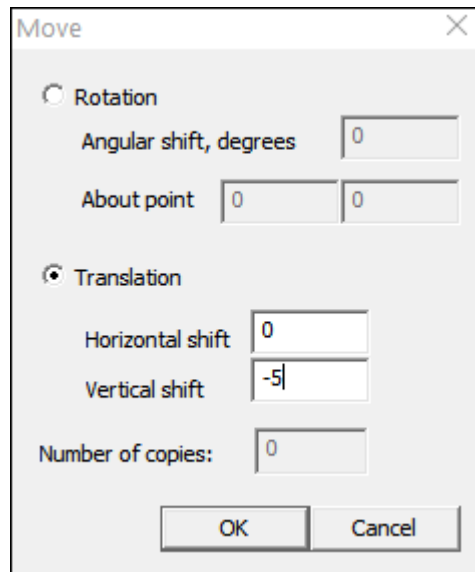 Move
Rotation
Angular shift, degrees 0
About point 0 0
Translation
Horizontal shift 0
Vertical shift -5
Number of copies: 0
OK Cancel